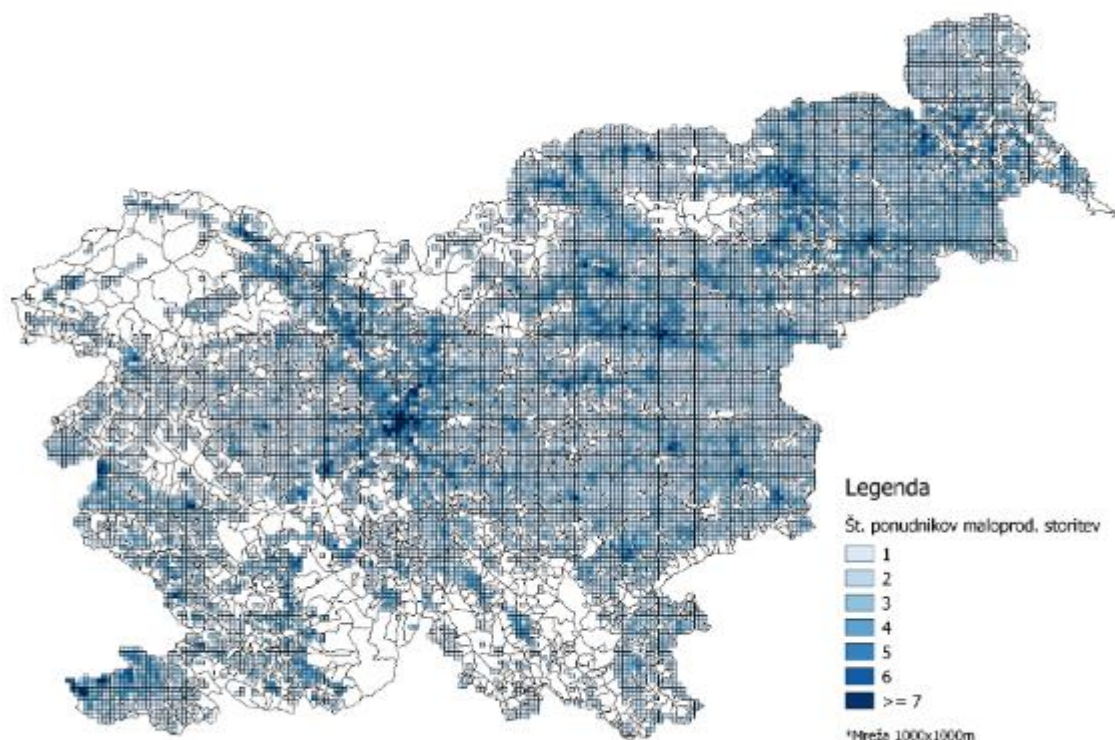 Legenda
Št. ponudnikov maloprod. storitev
1
2
3
4
5
6
>= 7
*Mreža 1000x1000m